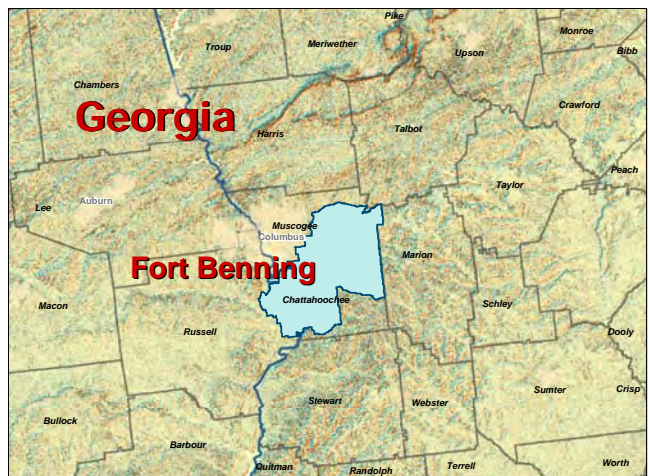 Pike
Troup
Meriwether
Monroe
Upson
Bibb
Chambers
Crawford
Georgia
Harris
Talbot
Peach
Taylor
Lee
Auburn
Muscogee
Columbus
Marion
Fort Benning
Chattahoochee
Macon
Schley
Russell
Dooly
Sumter
Crisp
Stewart
Webster
Bullock
Barbour
Quitman
Randolph
Terrell
Worth